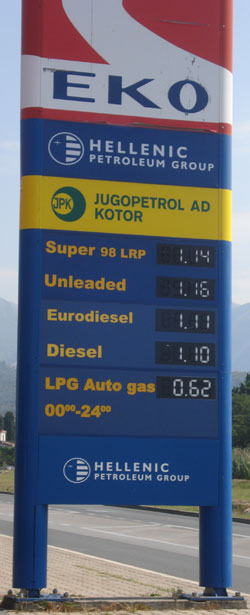 EKO
HELLENIC
PETROLEUM GROUP
JPK
JUGOPETROL AD
KOTOR
Super 98 LRP 1.14
Unleaded 1.16
Eurodiesel 1.11
Diesel 1.10
LPG Auto gas 0.62
00⁰⁰-24⁰⁰
HELLENIC
PETROLEUM GROUP